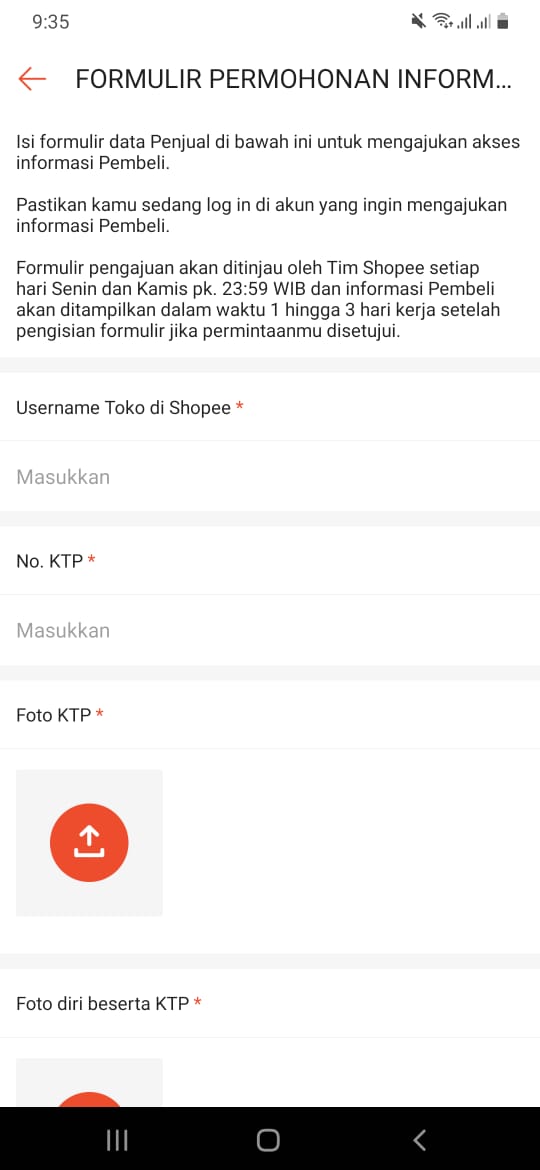 9:35
FORMULIR PERMOHONAN INFORM...
Isi formulir data Penjual di bawah ini untuk mengajukan akses
informasi Pembeli.
Pastikan kamu sedang log in di akun yang ingin mengajukan
informasi Pembeli.
Formulir pengajuan akan ditinjau oleh Tim Shopee setiap
hari Senin dan Kamis pk. 23:59 WIB dan informasi Pembeli
akan ditampilkan dalam waktu 1 hingga 3 hari kerja setelah
pengisian formulir jika permintaanmu disetujui.
Username Toko di Shopee *
Masukkan
No. KTP *
Masukkan
Foto KTP *
Foto diri beserta KTP *